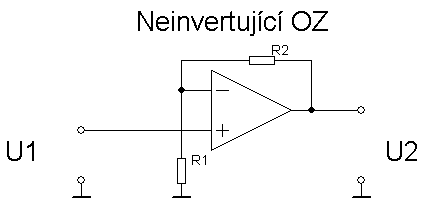 Neinvertující OZ
R2
−
+
R1
U1
U2